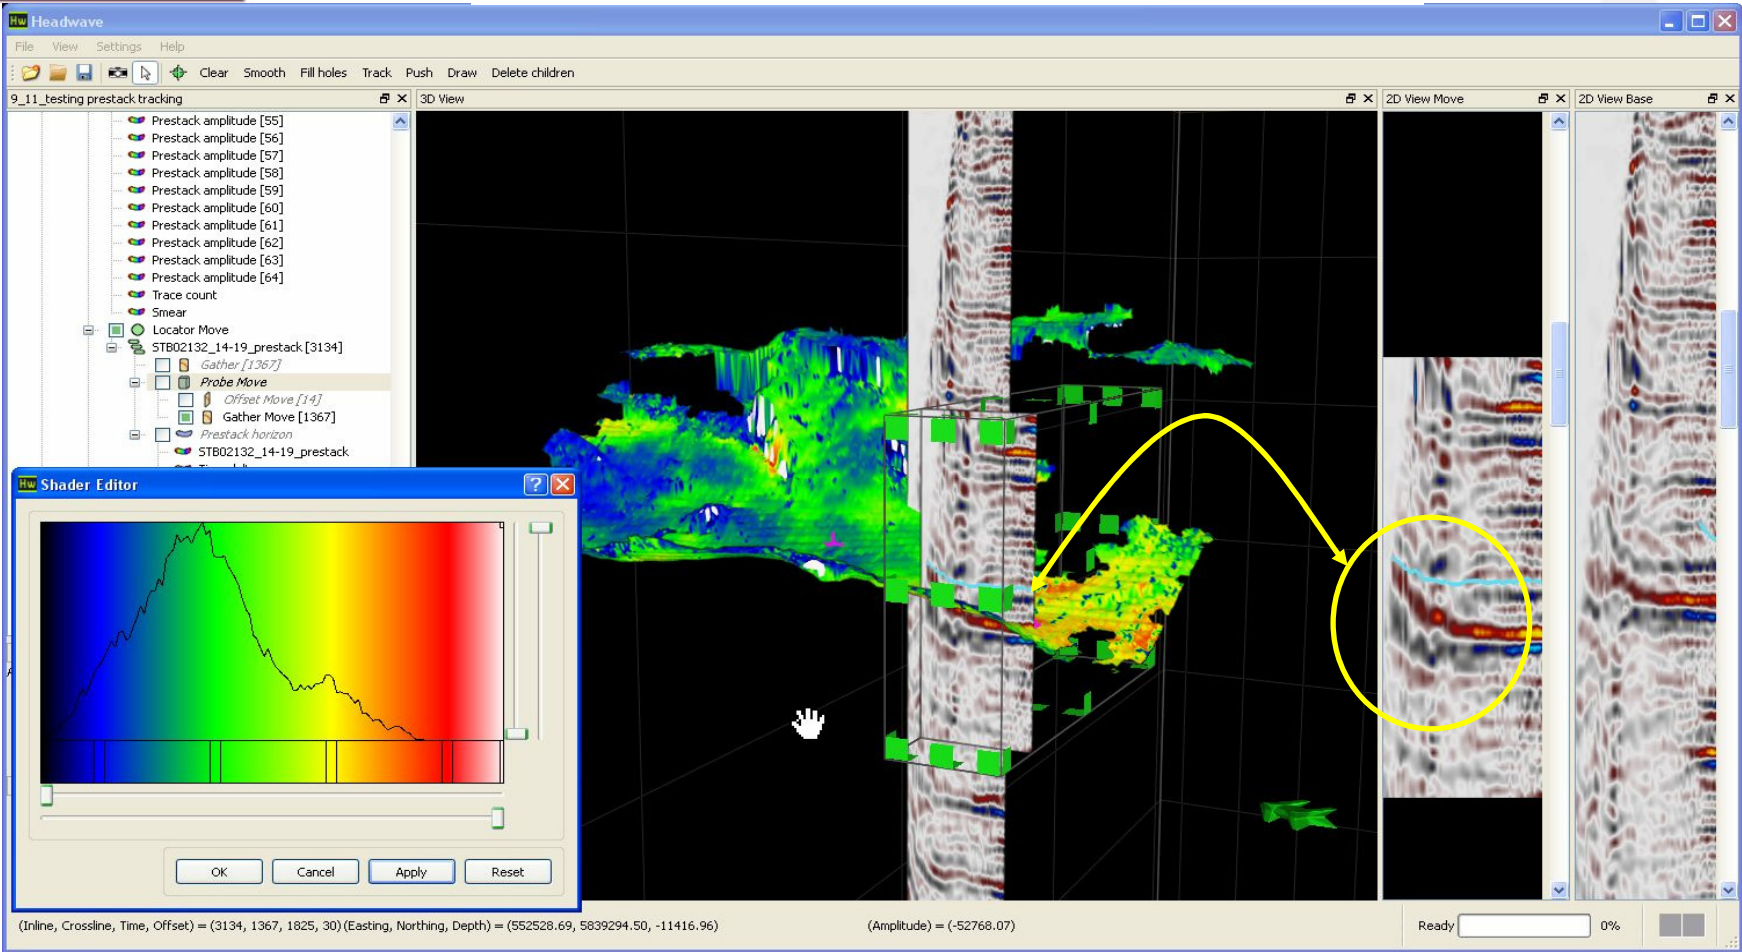 Hw Headwave
File View Settings Help
Clear Smooth Fill holes Track Push Draw Delete children
9_11_testing prestack tracking
3D View
2D View Move
2D View Base
Prestack amplitude [55]
Prestack amplitude [56]
Prestack amplitude [57]
Prestack amplitude [58]
Prestack amplitude [59]
Prestack amplitude [60]
Prestack amplitude [61]
Prestack amplitude [62]
Prestack amplitude [63]
Prestack amplitude [64]
Trace count
Smear
Locator Move
STB02132_14-19_prestack [3134]
Gather [1367]
Probe Move
Offset Move [14]
Gather Move [1367]
Prestack horizon
STB02132_14-19_prestack
Hw Shader Editor
OK Cancel Apply Reset
(Inline, Crossline, Time, Offset) = (3134, 1367, 1825, 30) (Easting, Northing, Depth) = (552528.69, 5839294.50, -11416.96)
(Amplitude) = (-52768.07)
Ready
0%